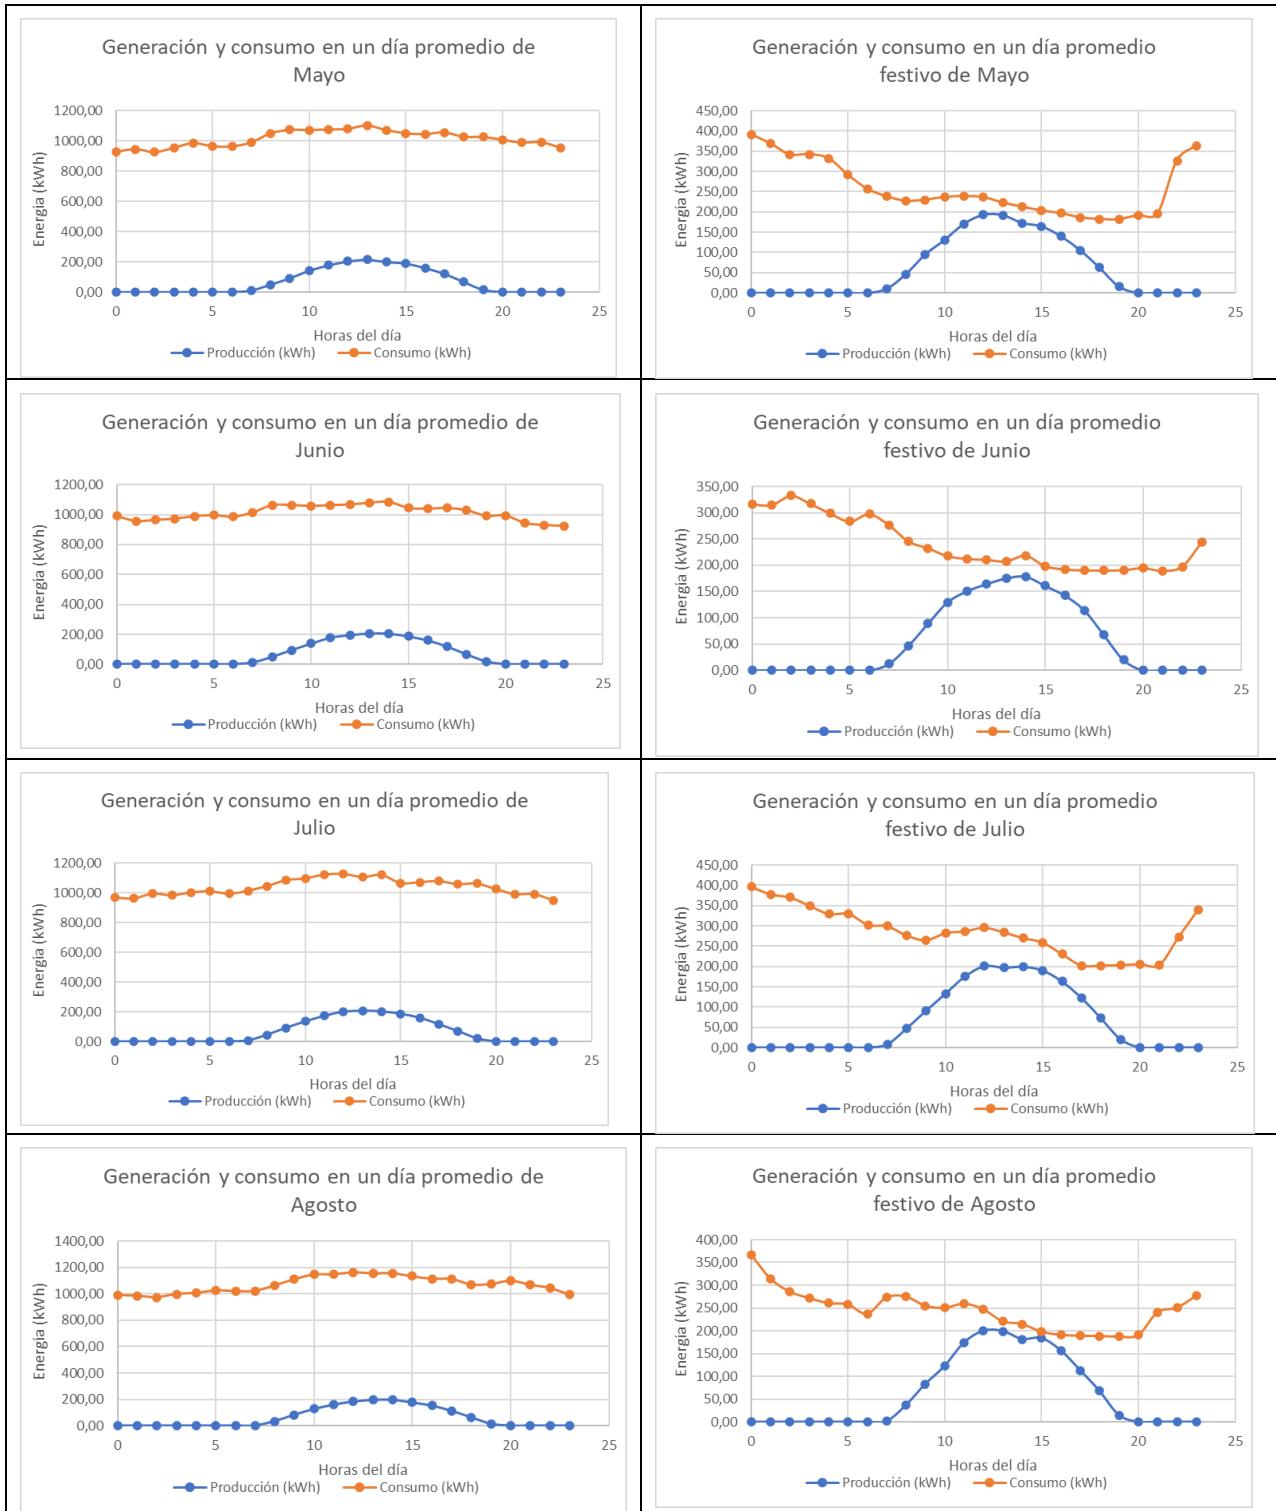 Generación y consumo en un día promedio de
Mayo
1200,00
1000,00
800,00
600,00
400,00
200,00
0,00
Energía (kWh)
0 5 10 15 20 25
Horas del día
Producción (kWh) Consumo (kWh)
Generación y consumo en un día promedio
festivo de Mayo
450,00
400,00
350,00
300,00
250,00
200,00
150,00
100,00
50,00
0,00
Energía (kWh)
0 5 10 15 20 25
Horas del día
Producción (kWh) Consumo (kWh)
Generación y consumo en un día promedio de
Junio
1200,00
1000,00
800,00
600,00
400,00
200,00
0,00
Energía (kWh)
0 5 10 15 20 25
Horas del día
Producción (kWh) Consumo (kWh)
Generación y consumo en un día promedio
festivo de Junio
350,00
300,00
250,00
200,00
150,00
100,00
50,00
0,00
Energía (kWh)
0 5 10 15 20 25
Horas del día
Producción (kWh) Consumo (kWh)
Generación y consumo en un día promedio de
Julio
1200,00
1000,00
800,00
600,00
400,00
200,00
0,00
Energía (kWh)
0 5 10 15 20 25
Horas del día
Producción (kWh) Consumo (kWh)
Generación y consumo en un día promedio
festivo de Julio
450,00
400,00
350,00
300,00
250,00
200,00
150,00
100,00
50,00
0,00
Energía (kWh)
0 5 10 15 20 25
Horas del día
Producción (kWh) Consumo (kWh)
Generación y consumo en un día promedio de
Agosto
1400,00
1200,00
1000,00
800,00
600,00
400,00
200,00
0,00
Energía (kWh)
0 5 10 15 20 25
Horas del día
Producción (kWh) Consumo (kWh)
Generación y consumo en un día promedio
festivo de Agosto
400,00
350,00
300,00
250,00
200,00
150,00
100,00
50,00
0,00
Energía (kWh)
0 5 10 15 20 25
Horas del día
Producción (kWh) Consumo (kWh)